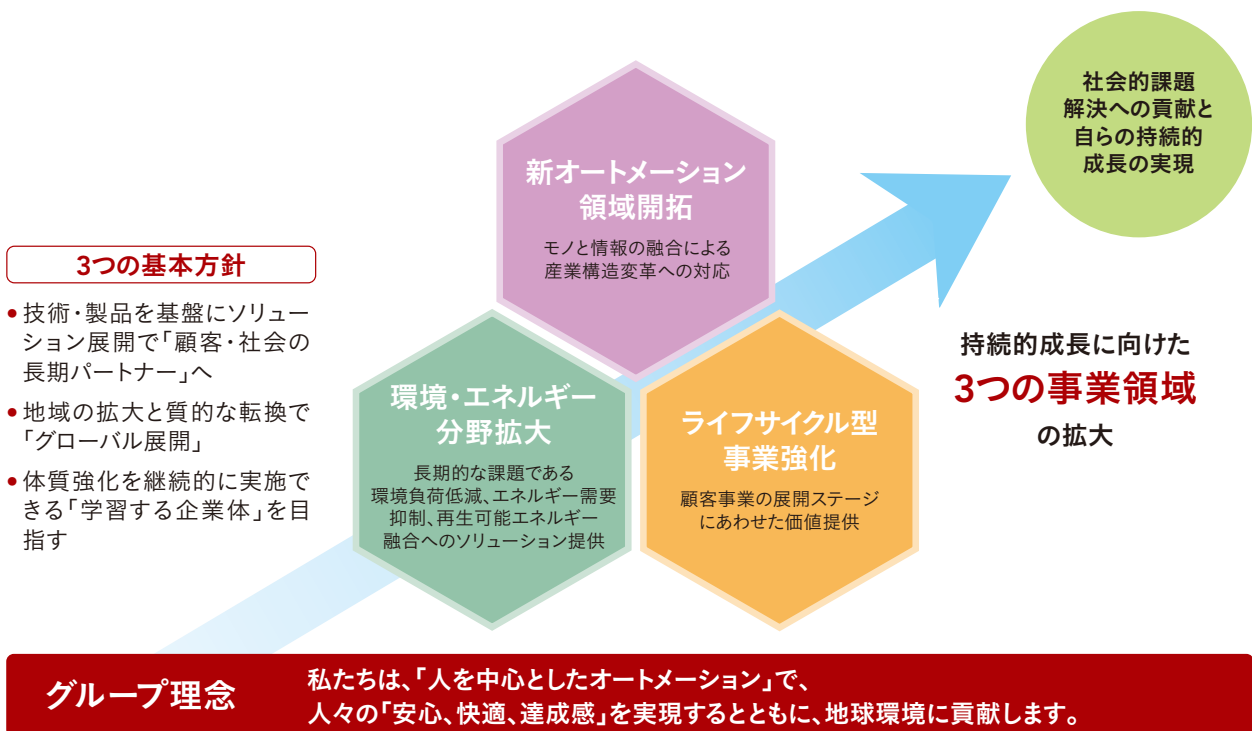 社会的課題
解決への貢献と
自らの持続的
成長の実現
新オートメーション
領域開拓
モノと情報の融合による
産業構造変革への対応
3つの基本方針
•技術・製品を基盤にソリュー
ション展開で「顧客・社会の
長期パートナー」へ
•地域の拡大と質的な転換で
「グローバル展開」
•体質強化を継続的に実施で
きる「学習する企業体」を目
指す
環境・エネルギー
分野拡大
長期的な課題である
環境負荷低減、エネルギー需要
抑制、再生可能エネルギー
融合へのソリューション提供
ライフサイクル型
事業強化
顧客事業の展開ステージ
にあわせた価値提供
持続的成長に向けた
3つの事業領域
の拡大
グループ理念
私たちは、「人を中心としたオートメーション」で、
人々の「安心、快適、達成感」を実現するとともに、地球環境に貢献します。